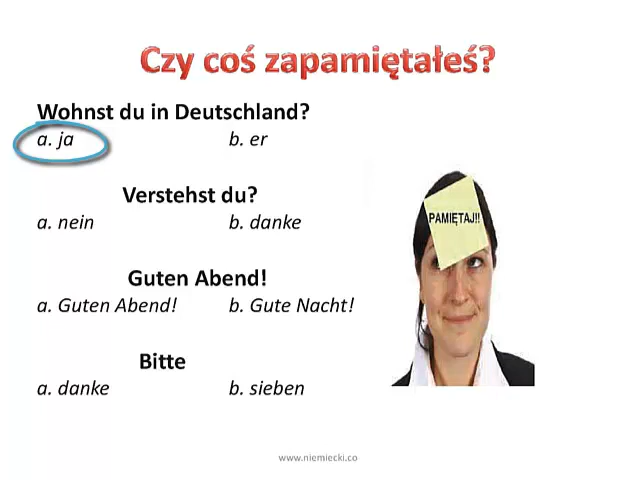 Czy coś zapamiętałeś?
Wohnst du in Deutschland?
a. ja b. er
Verstehst du?
a. nein b. danke
PAMIĘTAJ!!
Guten Abend!
a. Guten Abend! b. Gute Nacht!
Bitte
a. danke b. sieben
www.niemiecki.co